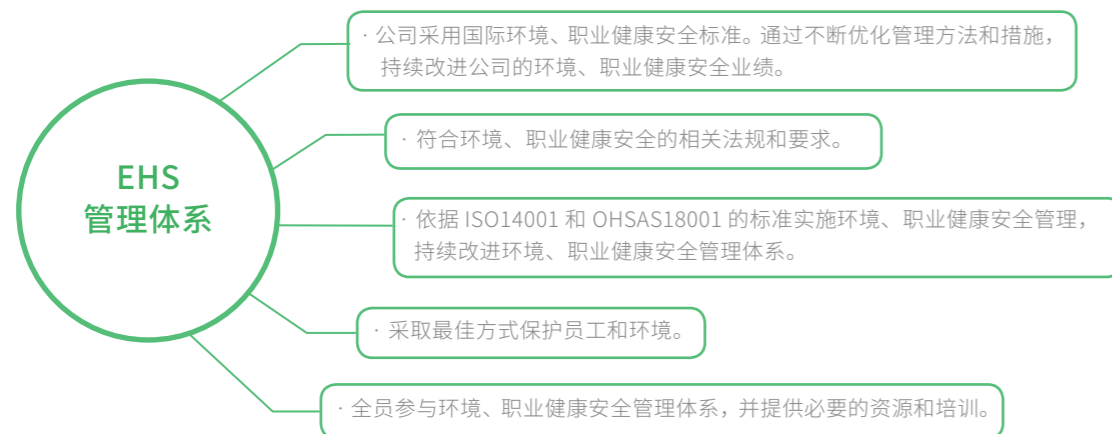 · 公司采用国际环境、职业健康安全标准。通过不断优化管理方法和措施，
持续改进公司的环境、职业健康安全业绩。
· 符合环境、职业健康安全的相关法规和要求。
EHS
管理体系
· 依据 ISO14001 和 OHSAS18001 的标准实施环境、职业健康安全管理，
持续改进环境、职业健康安全管理体系。
· 采取最佳方式保护员工和环境。
· 全员参与环境、职业健康安全管理体系，并提供必要的资源和培训。